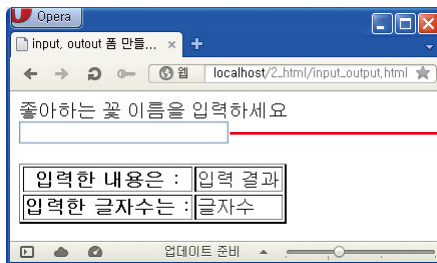 Opera
input, outout 폼 만들...
웹 localhost/2_html/input_output.html
좋아하는 꽃 이름을 입력하세요
입력한 내용은 : 입력 결과
입력한 글자수는 : 글자수
업데이트 준비